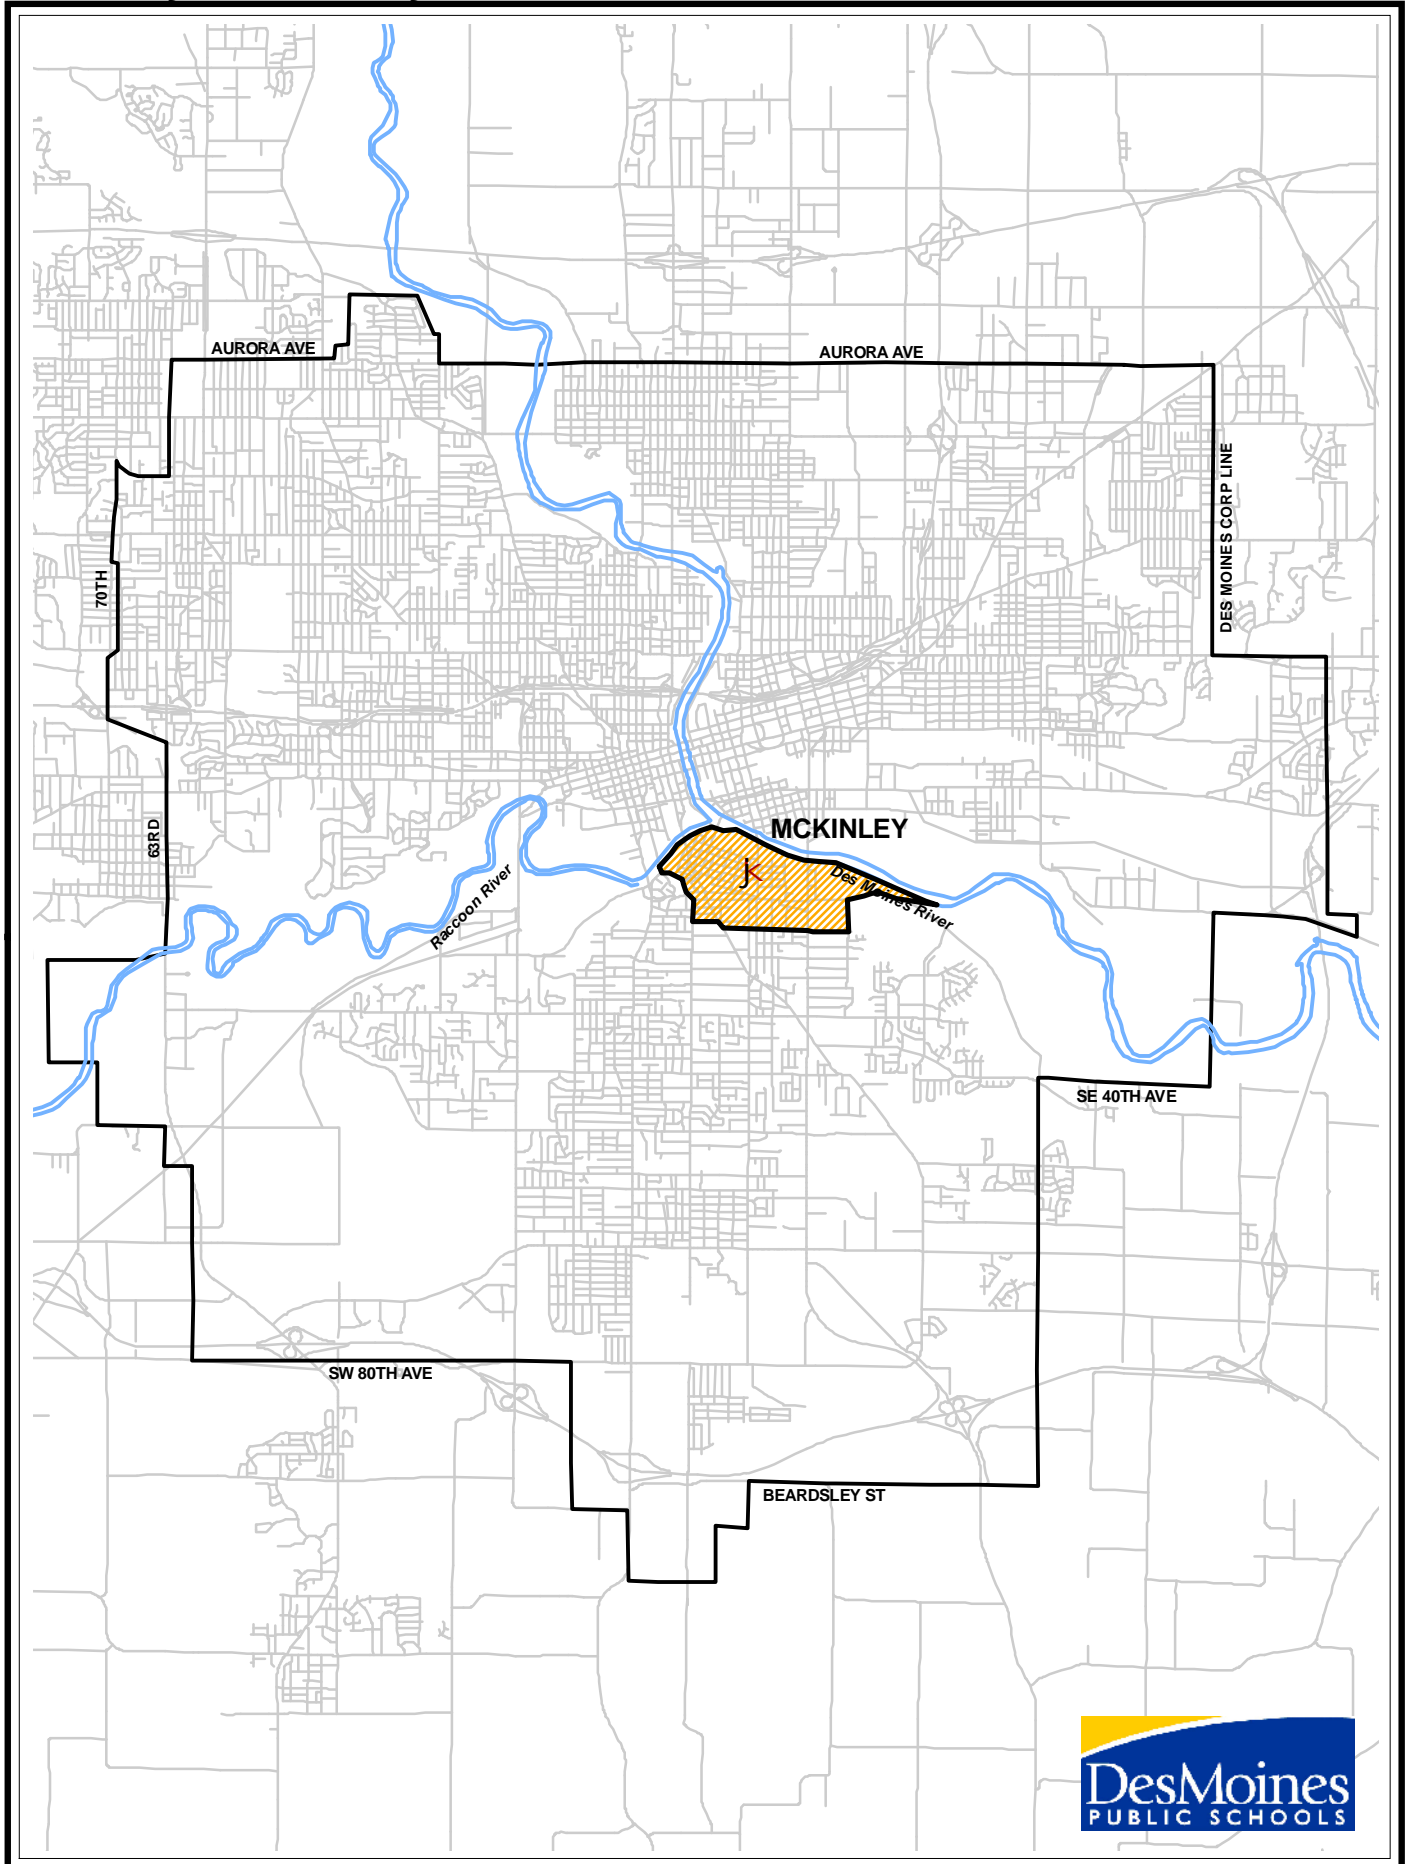 AURORA AVE
AURORA AVE
DES MOINES CORP LINE
70TH
63RD
MCKINLEY
jk
Des Moines River
Raccoon River
SE 40TH AVE
SW 80TH AVE
BEARDSLEY ST
DesMoines
PUBLIC SCHOOLS